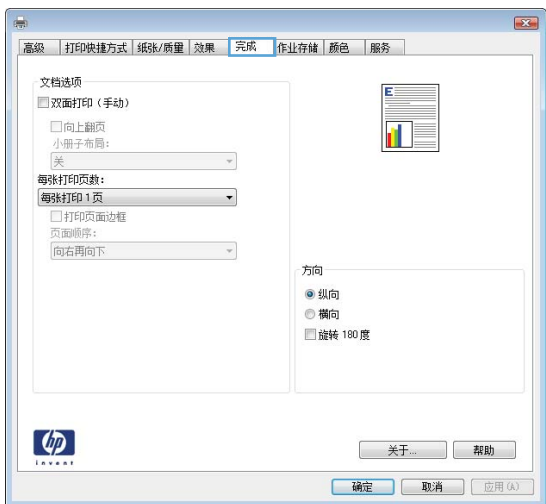 高级 打印快捷方式 纸张/质量 效果 完成 作业存储 颜色 服务
文档选项
双面打印（手动）
向上翻页
小册子布局：
关
每张打印页数：
每张打印 1 页
打印页面边框
页面顺序：
向右再向下
E
方向
纵向
横向
旋转 180 度
hp
invent
关于... 帮助
确定 取消 应用(A)